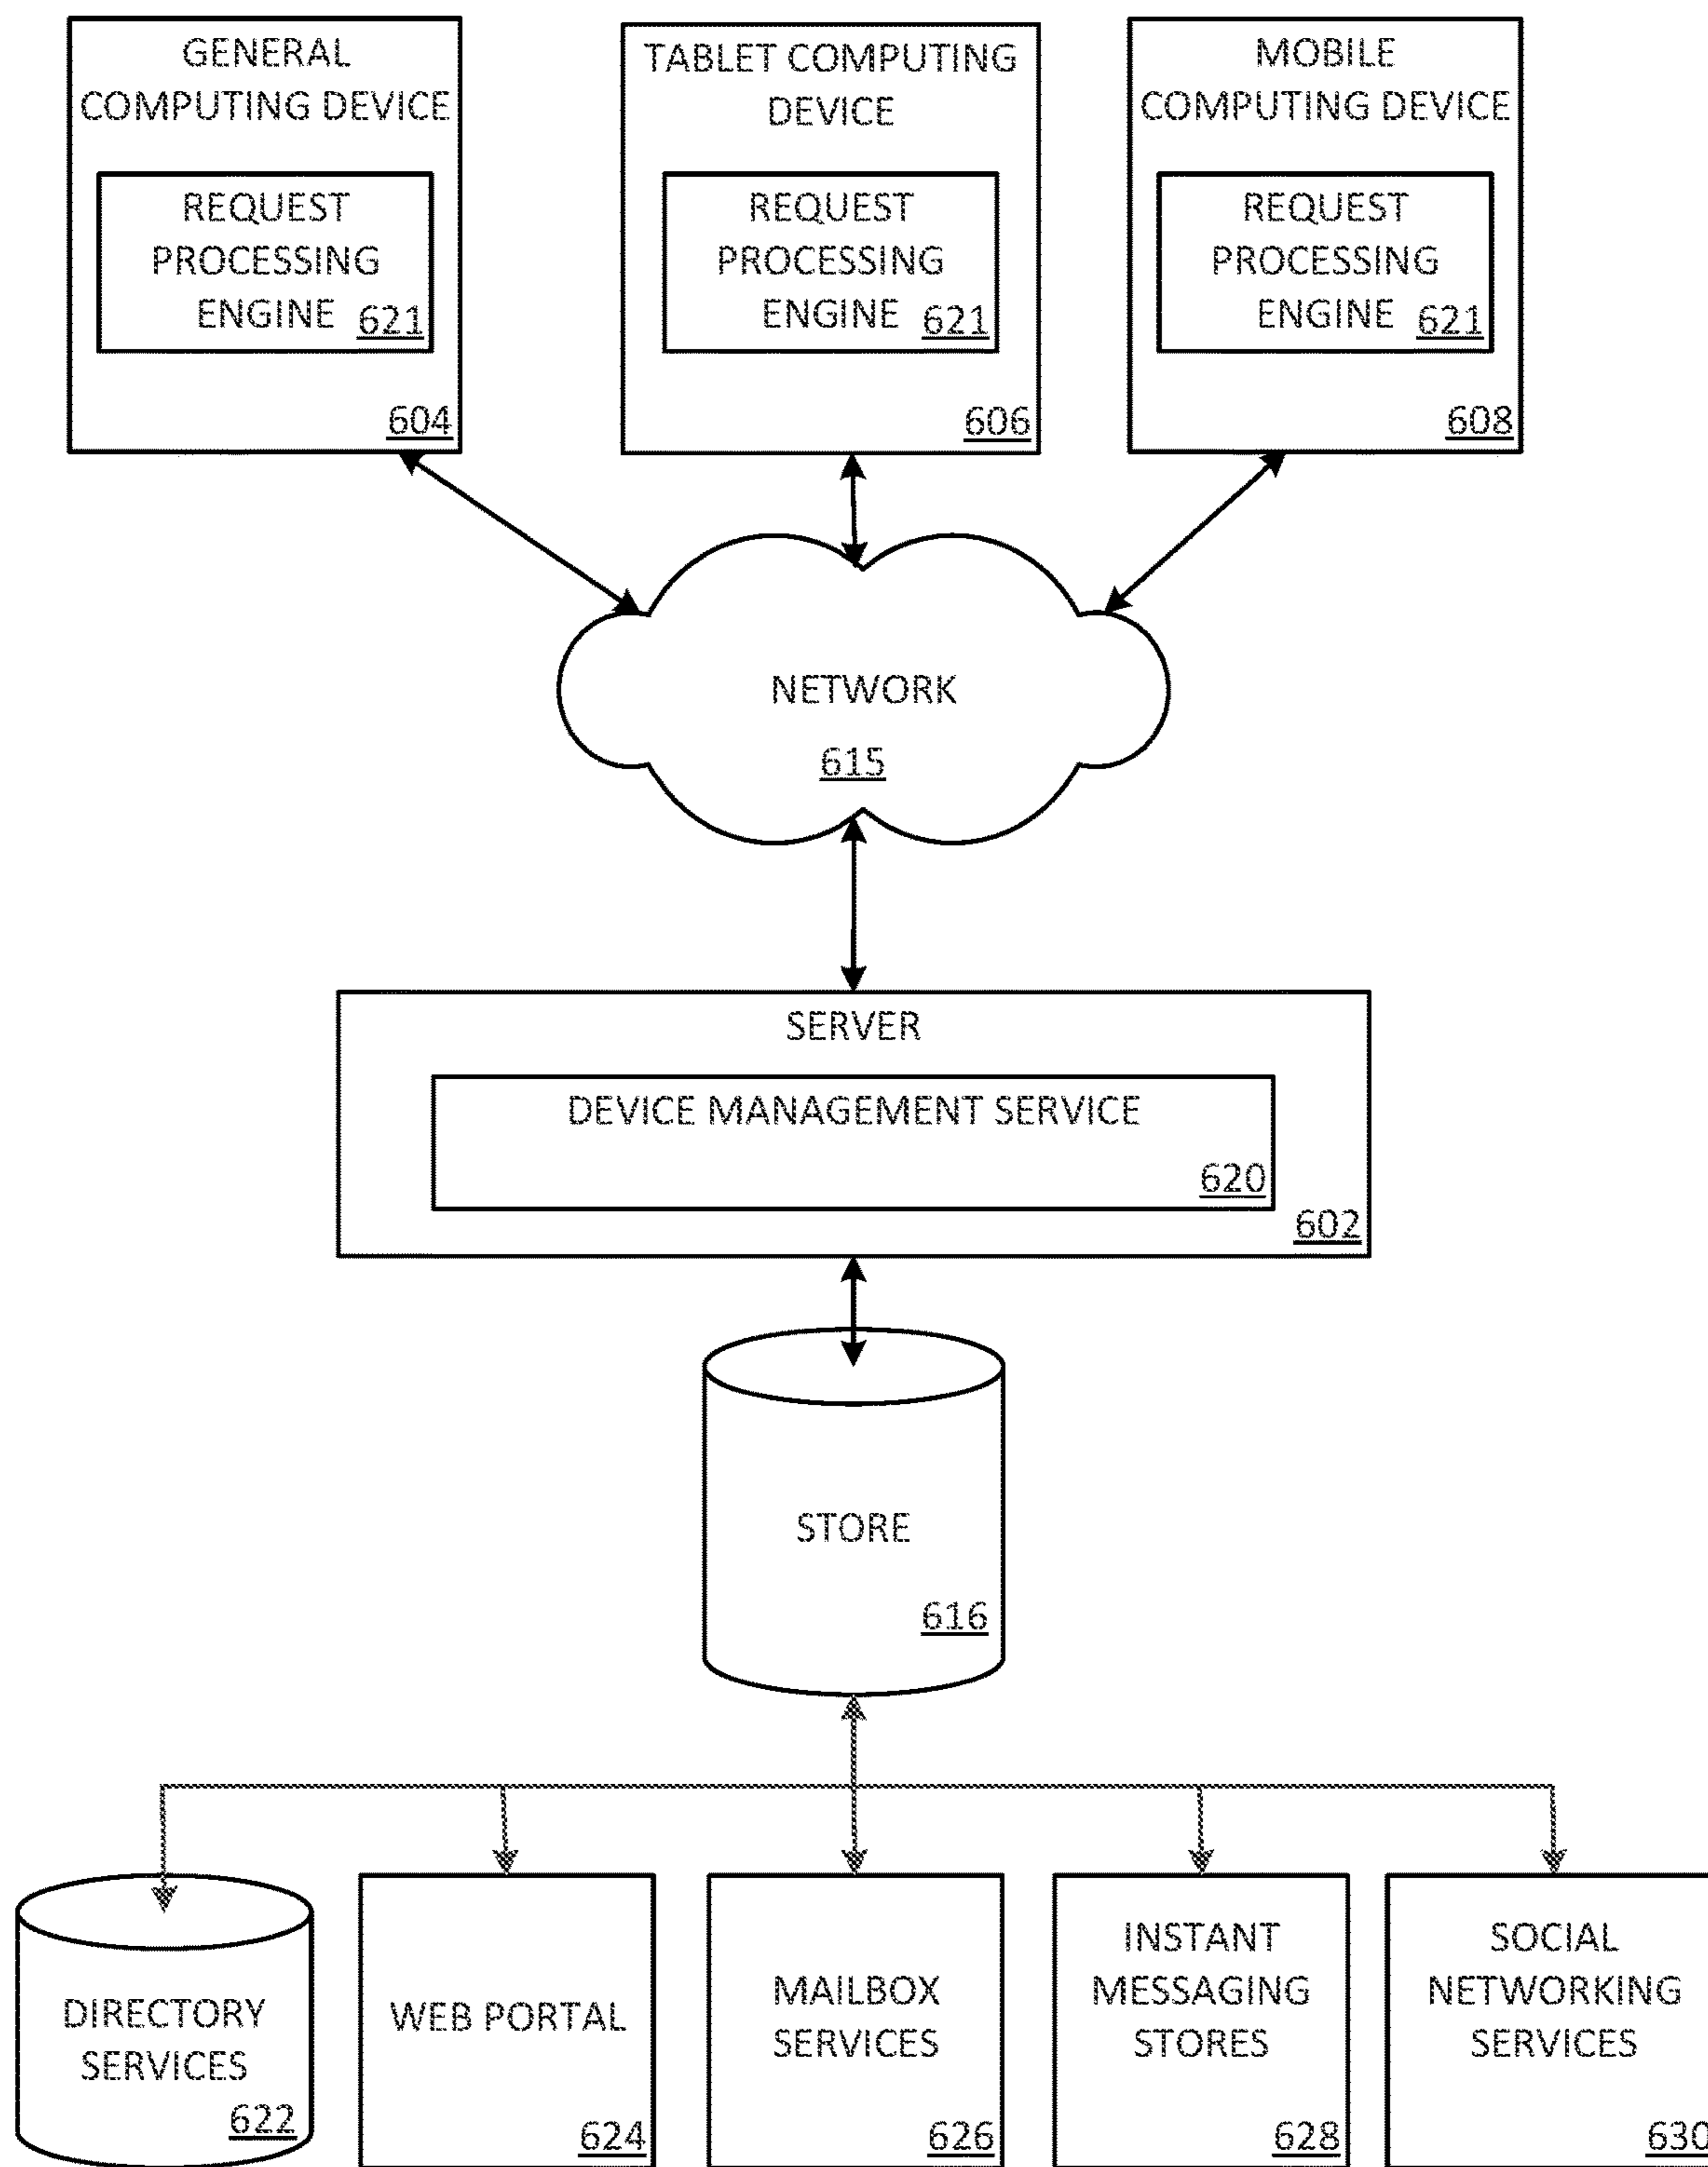 GENERAL
COMPUTING DEVICE
REQUEST
PROCESSING
ENGINE 621
604
TABLET COMPUTING
DEVICE
REQUEST
PROCESSING
ENGINE 621
606
MOBILE
COMPUTING DEVICE
REQUEST
PROCESSING
ENGINE 621
608
NETWORK
615
SERVER
DEVICE MANAGEMENT SERVICE
620
602
STORE
616
DIRECTORY
SERVICES
622
WEB PORTAL
624
MAILBOX
SERVICES
626
INSTANT
MESSAGING
STORES
628
SOCIAL
NETWORKING
SERVICES
630